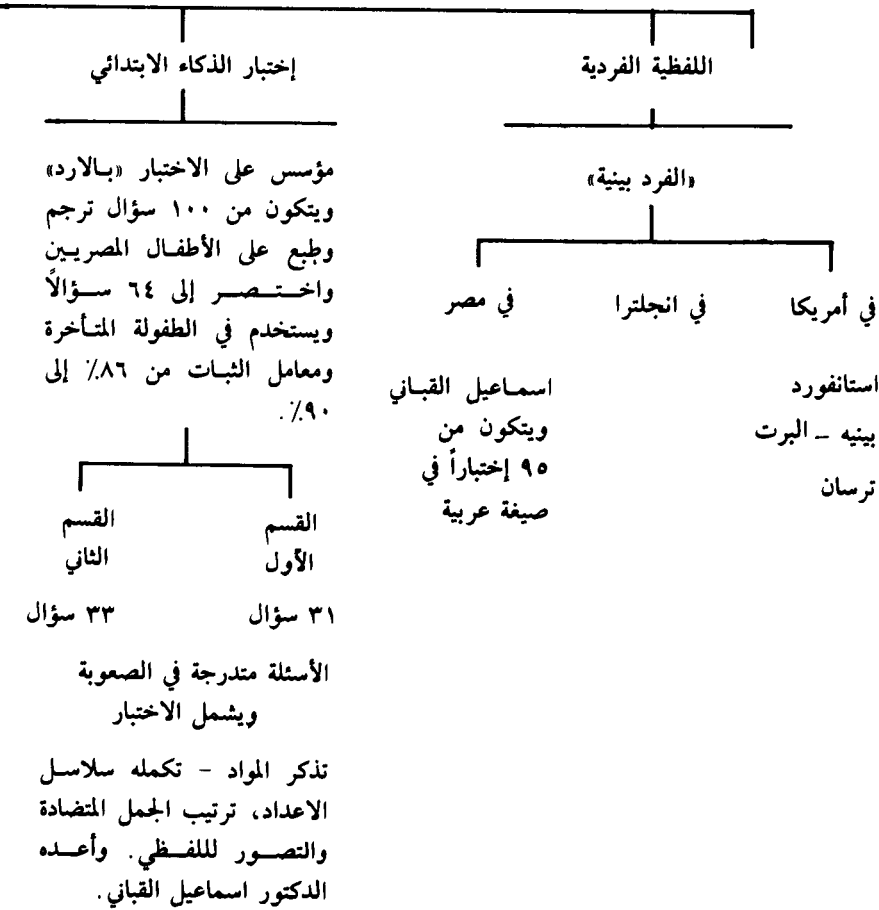 اللفظية الفردية
«الفرد بينية»
في أمريكا
استانفورد
بينيه – البرت
ترسان
في انجلترا
في مصر
اسماعيل القباني
ويتكون من
٩٥ إختباراً في
صيغة عربية
إختبار الذكاء الابتدائي
مؤسس على الاختبار «بالارد»
ويتكون من ١٠٠ سؤال ترجم
وطبع على الأطفال المصريين
واختصر إلى ٦٤ سؤالًا
ويستخدم في الطفولة المتأخرة
ومعامل الثبات من ٨٦٪ إلى
٩٠٪.
القسم
الأول
٣١ سؤال
القسم
الثاني
٣٣ سؤال
الأسئلة متدرجة في الصعوبة
ويشمل الاختبار
تذكر المواد – تكمله سلاسل
الاعداد، ترتيب الجمل المتضادة
والتصور لللفظي. وأعده
الدكتور اسماعيل القباني.